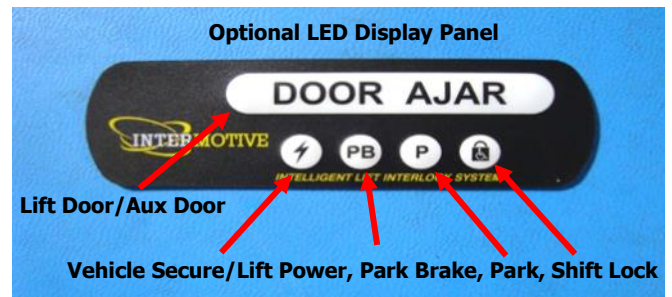 Optional LED Display Panel
DOOR AJAR
INTERMOTIVE
PB P
INTELLIGENT LIFT INTERLOCK SYSTEM
Lift Door/Aux Door
Vehicle Secure/Lift Power, Park Brake, Park, Shift Lock